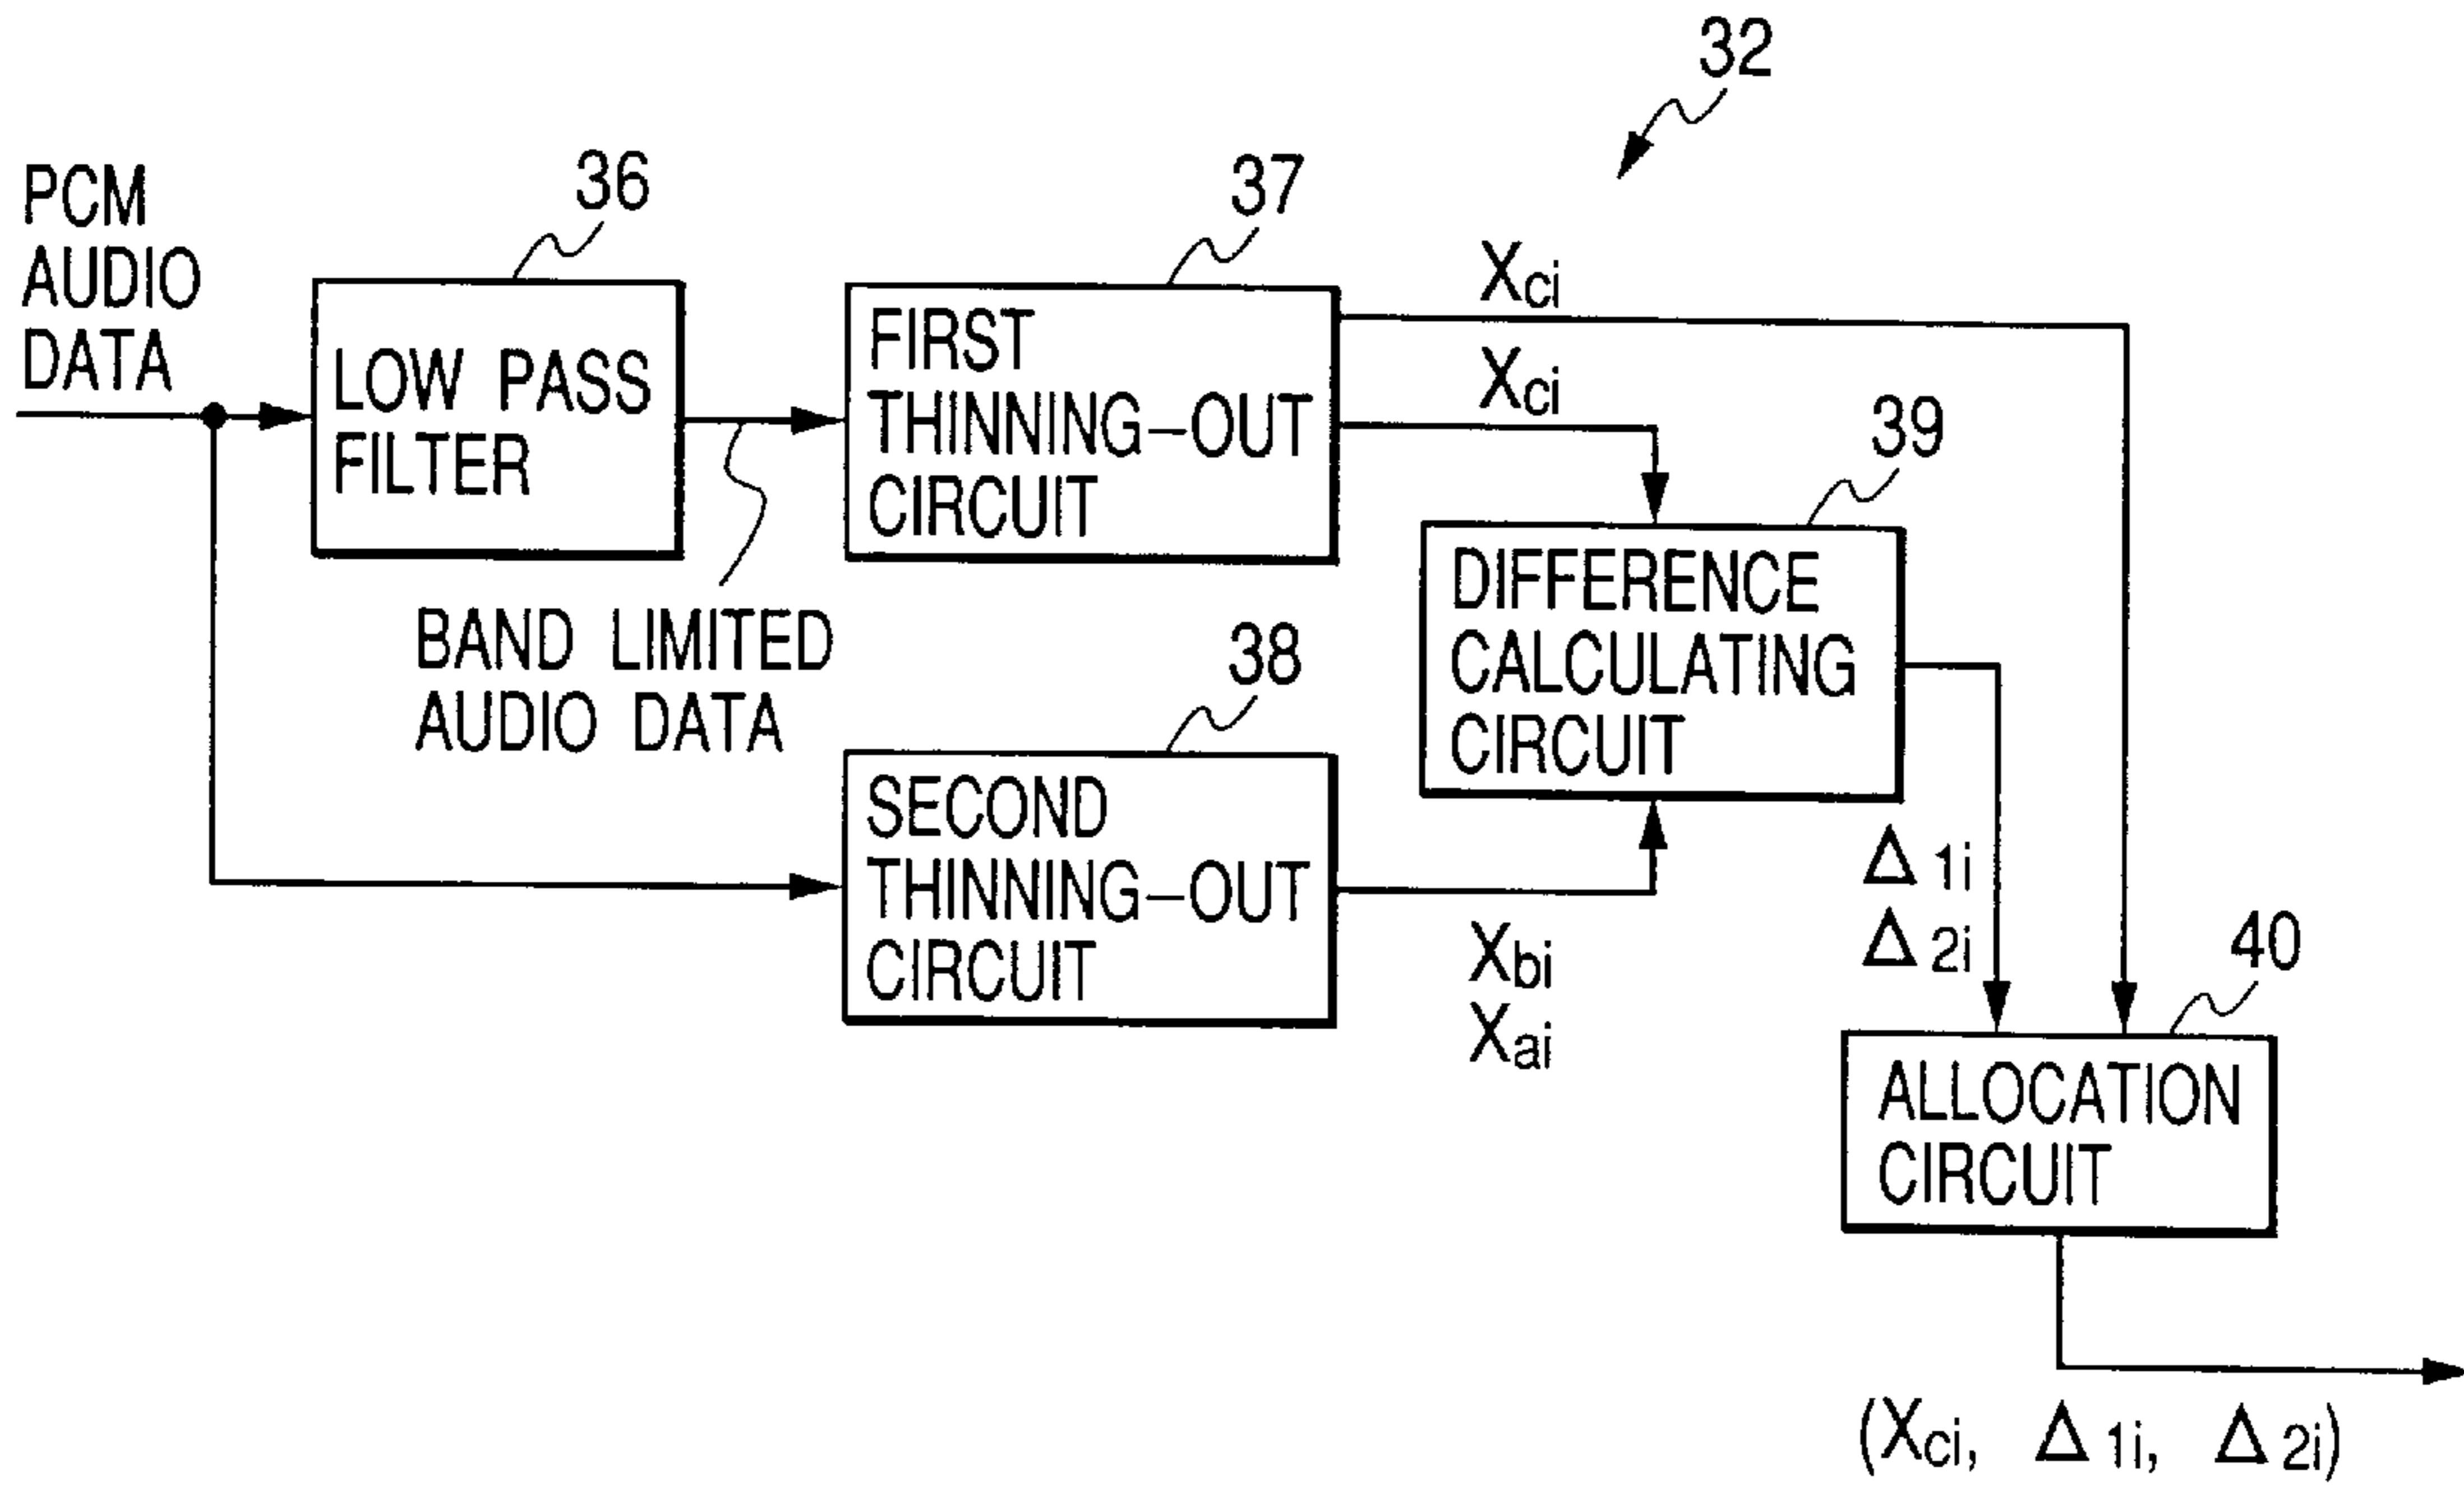 32
36
37
PCM
AUDIO
DATA
LOW PASS
FILTER
FIRST
THINNING-OUT
CIRCUIT
Xci
Xci
39
BAND LIMITED
AUDIO DATA
DIFFERENCE
CALCULATING
CIRCUIT
38
SECOND
THINNING-OUT
CIRCUIT
Xbi
Xai
Δ1i
Δ2i
40
ALLOCATION
CIRCUIT
(Xci, Δ1i, Δ2i)